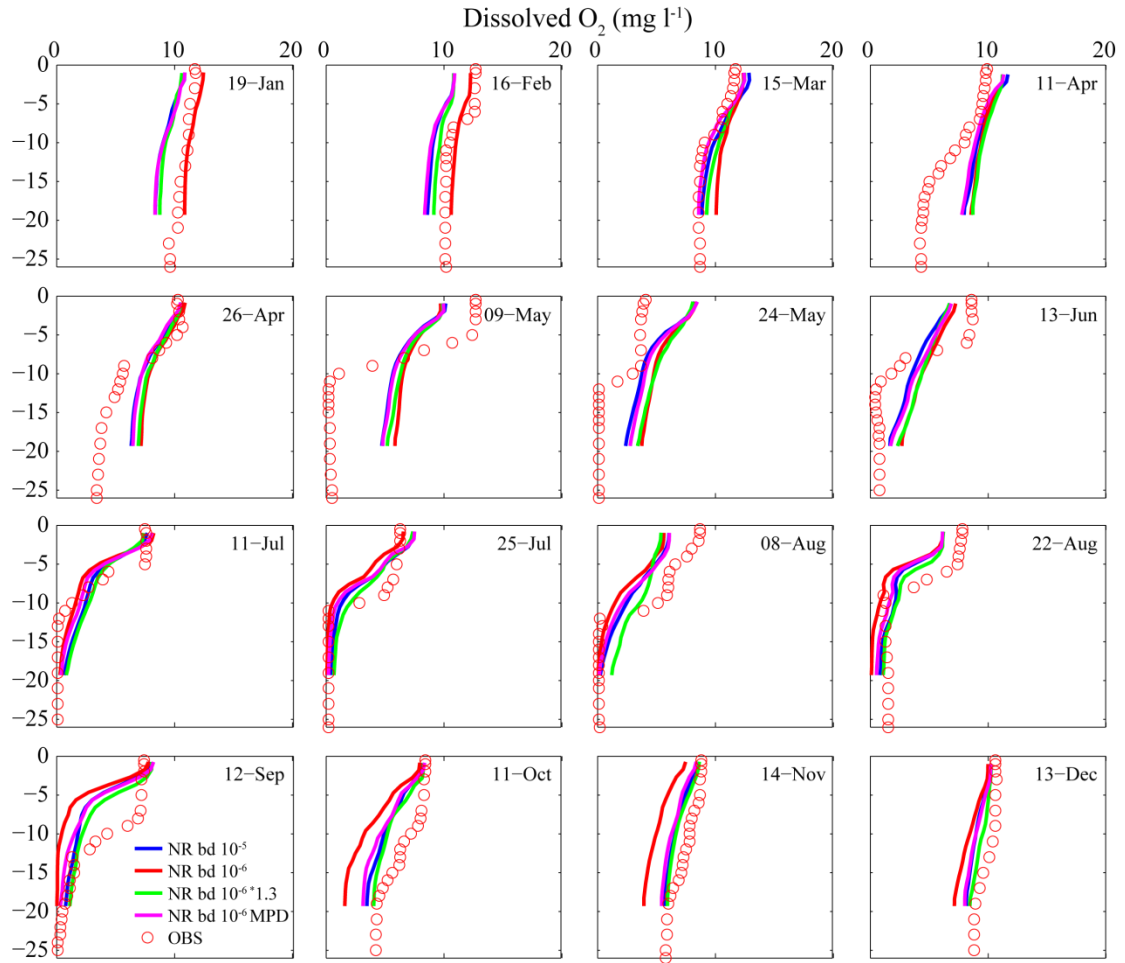 Dissolved O₂ (mg l⁻¹)
0 10 20 0 10 20 0 10 20 0 10 20
0 −5 −10 −15 −20 −25
19−Jan 16−Feb 15−Mar 11−Apr
0 −5 −10 −15 −20 −25
26−Apr 09−May 24−May 13−Jun
0 −5 −10 −15 −20 −25
11−Jul 25−Jul 08−Aug 22−Aug
0 −5 −10 −15 −20 −25
12−Sep 11−Oct 14−Nov 13−Dec
NR bd 10⁻⁵
NR bd 10⁻⁶
NR bd 10⁻⁶*1.3
NR bd 10⁻⁶ MPD
OBS